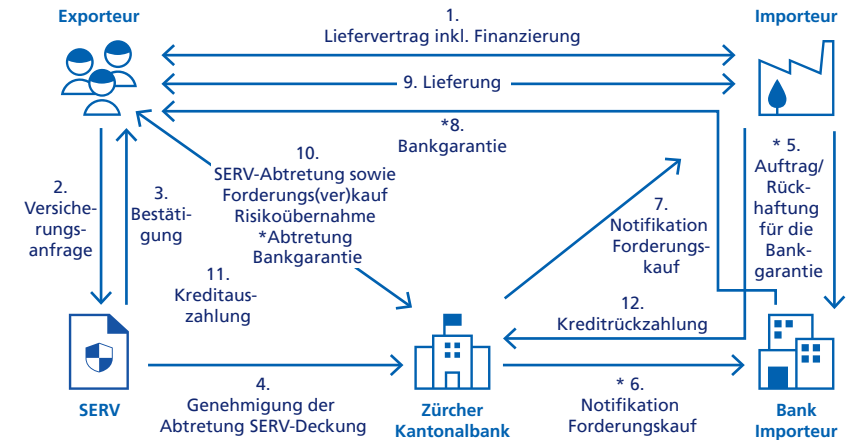 Exporteur
Importeur
1.
Liefervertrag inkl. Finanzierung
9. Lieferung
*8.
Bankgarantie
10.
SERV-Abtretung sowie
Forderungs(ver)kauf
Risikoübernahme
*Abtretung
Bankgarantie
2.
Versiche-
rungs-
anfrage
3.
Bestäti-
gung
11.
Kreditaus-
zahlung
7.
Notifikation
Forderungs-
kauf
* 5.
Auftrag/
Rück-
haftung
für die
Bank-
garantie
12.
Kreditrückzahlung
SERV
4.
Genehmigung der
Abtretung SERV-Deckung
Zürcher
Kantonalbank
* 6.
Notifikation
Forderungskauf
Bank
Importeur